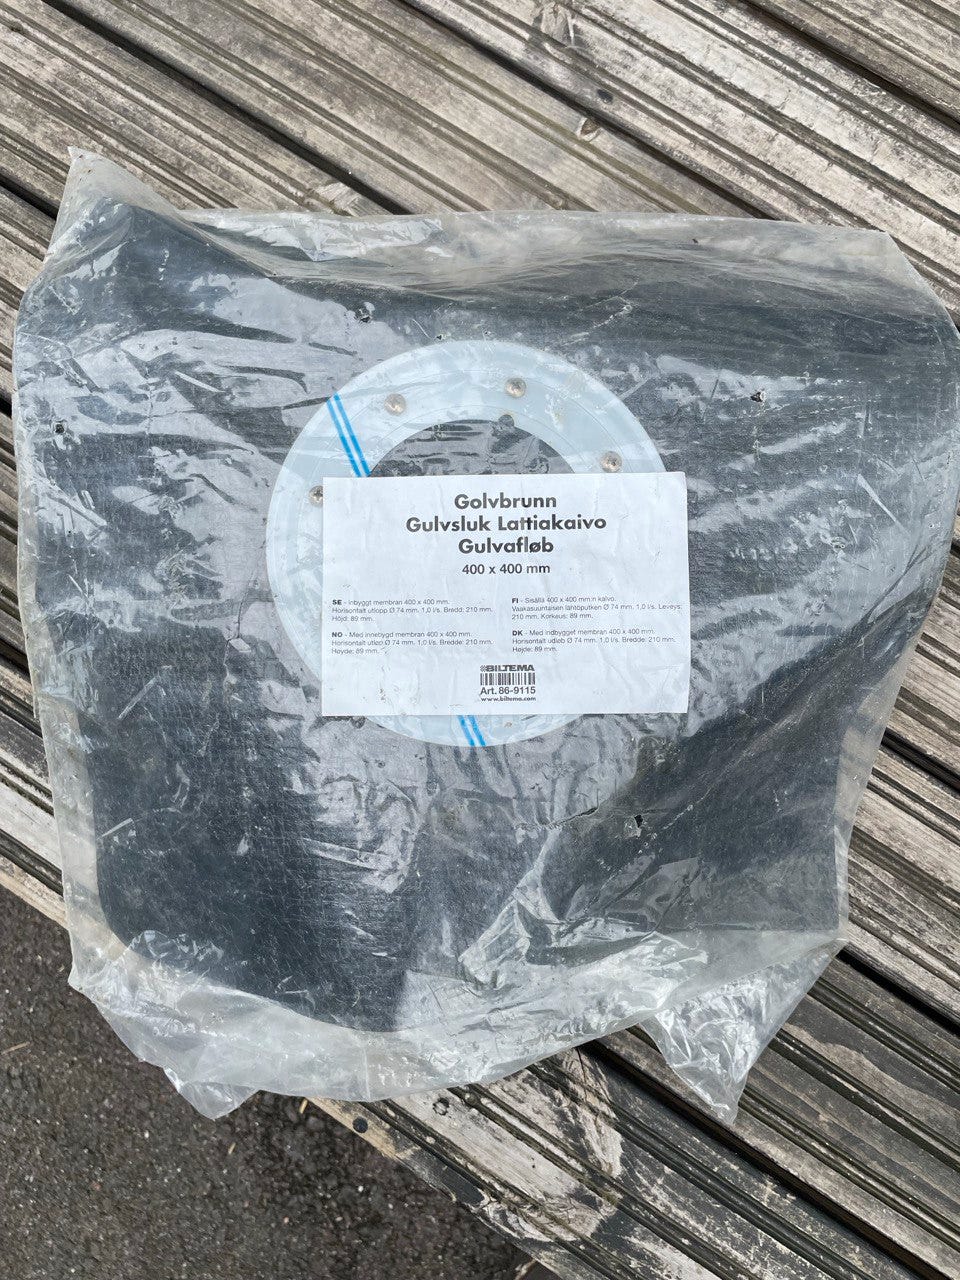 Golvbrunn
Gulvsluk Lattiakaivo
Gulvafløb
400 x 400 mm
SE - Inbyggt membran 400 x 400 mm.
Horisontalt utlopp Ø 74 mm. 1,0 l/s. Bredd: 210 mm.
Höjd: 89 mm.
NO - Med innebygd membran 400 x 400 mm.
Horisontalt utløp Ø 74 mm. 1,0 l/s. Bredde: 210 mm.
Høyde: 89 mm.
FI - Sisällä 400 x 400 mm:n kalvo.
Vaakasuuntaisen lähtöputken Ø 74 mm. 1,0 l/s. Leveys:
210 mm. Korkeus: 89 mm.
DK - Med indbygget membran 400 x 400 mm.
Horisontalt udløb Ø 74 mm. 1,0 l/s. Bredde: 210 mm.
Højde: 89 mm.
BILTEMA
Art. 86-9115
www.biltema.com